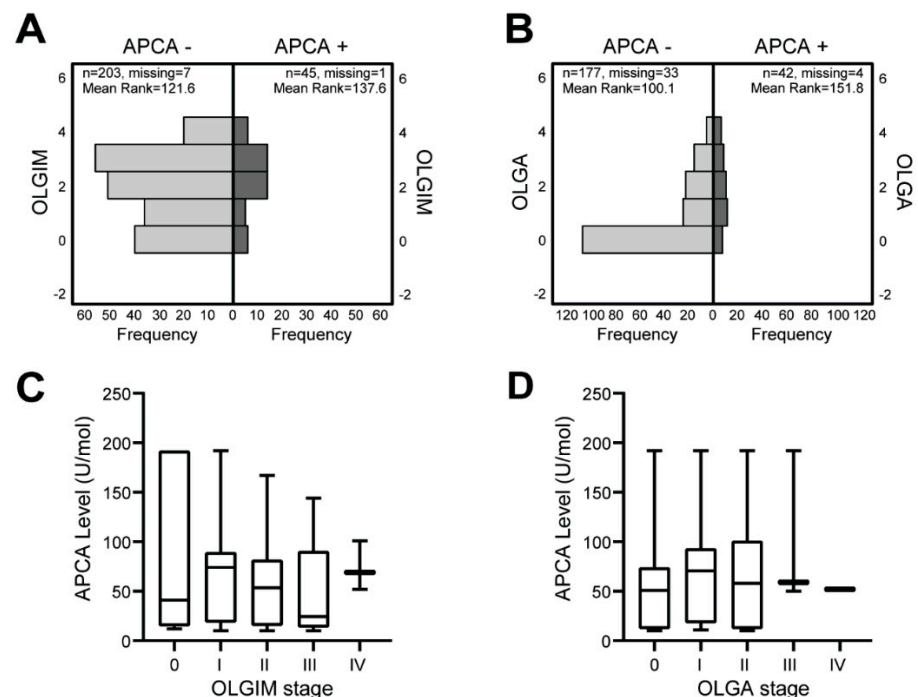 A
APCA - APCA +
n=203, missing=7
Mean Rank=121.6
n=45, missing=1
Mean Rank=137.6
OLGIM
6
4
2
0
-2
6
4
2
0
-2
OLGIM
60 50 40 30 20 10 0 10 20 30 40 50 60
Frequency Frequency
B
APCA - APCA +
n=177, missing=33
Mean Rank=100.1
n=42, missing=4
Mean Rank=151.8
OLGA
6
4
2
0
-2
6
4
2
0
-2
OLGA
120 100 80 60 40 20 0 20 40 60 80 100 120
Frequency Frequency
C
APCA Level (U/mol)
250
200
150
100
50
0
0 I II III IV
OLGIM stage
D
APCA Level (U/mol)
250
200
150
100
50
0
0 I II III IV
OLGA stage